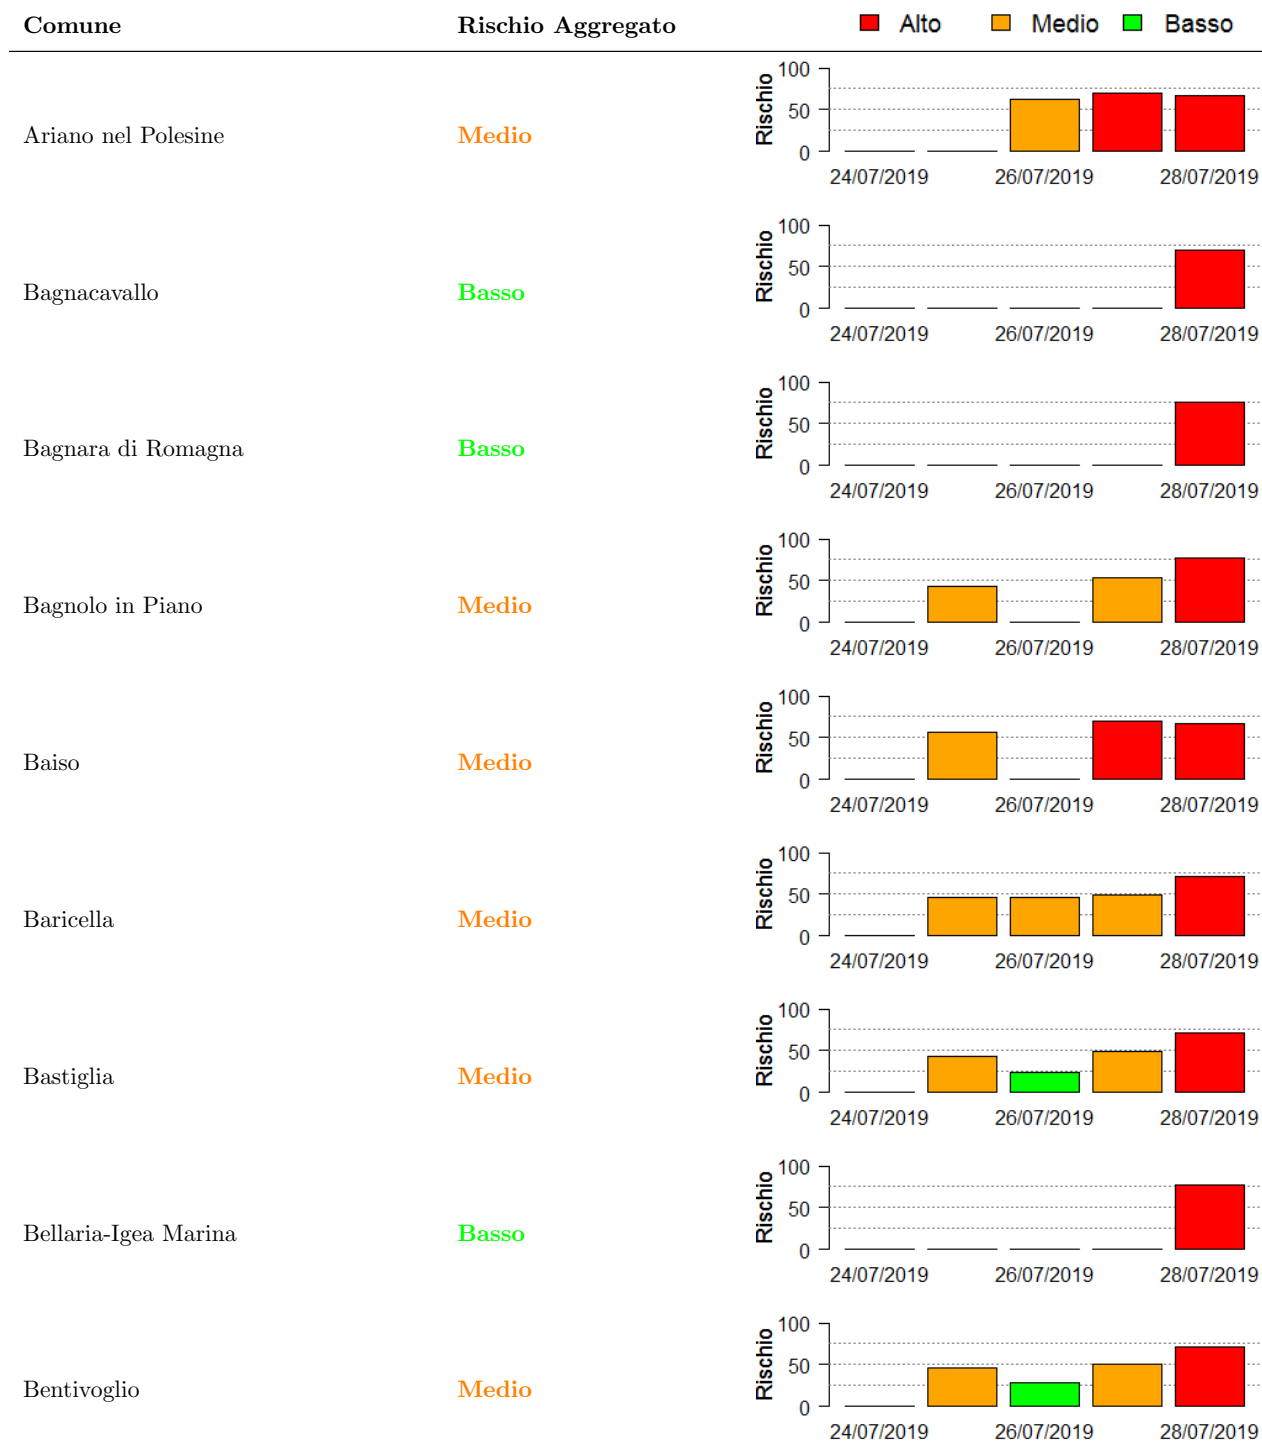 Comune Rischio Aggregato Alto Medio Basso
100
50
0
Rischio
Ariano nel Polesine Medio
24/07/2019 26/07/2019 28/07/2019
100
50
0
Rischio
Bagnacavallo Basso
24/07/2019 26/07/2019 28/07/2019
100
50
0
Rischio
Bagnara di Romagna Basso
24/07/2019 26/07/2019 28/07/2019
100
50
0
Rischio
Bagnolo in Piano Medio
24/07/2019 26/07/2019 28/07/2019
100
50
0
Rischio
Baiso Medio
24/07/2019 26/07/2019 28/07/2019
100
50
0
Rischio
Baricella Medio
24/07/2019 26/07/2019 28/07/2019
100
50
0
Rischio
Bastiglia Medio
24/07/2019 26/07/2019 28/07/2019
100
50
0
Rischio
Bellaria-Igea Marina Basso
24/07/2019 26/07/2019 28/07/2019
100
50
0
Rischio
Bentivoglio Medio
24/07/2019 26/07/2019 28/07/2019